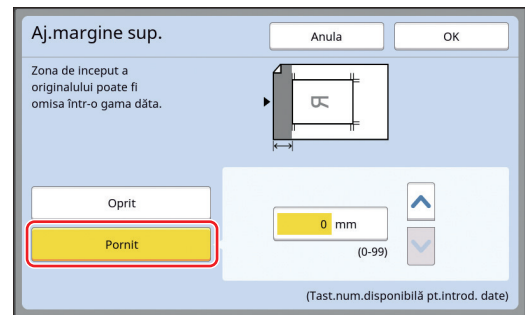 Aj.margine sup.
Anula
OK
Zona de inceput a
originalului poate fi
omisa într-o gama dăta.
R
Oprit
Pornit
0 mm
(0-99)
(Tast.num.disponibilă pt.introd. date)